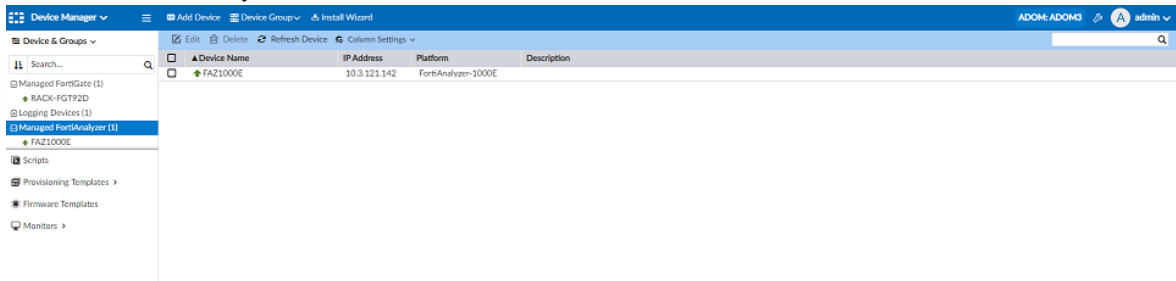 Device Manager
Add Device Device Group Install Wizard
ADOM: ADOM3 A admin
Device & Groups
Edit Delete Refresh Device Column Settings
Search...
Device Name IP Address Platform Description
FAZ1000E 10.3.121.142 FortiAnalyzer-1000E
Managed FortiGate (1)
RACK-FGT92D
Logging Devices (1)
Managed FortiAnalyzer (1)
FAZ1000E
Scripts
Provisioning Templates
Firmware Templates
Monitors